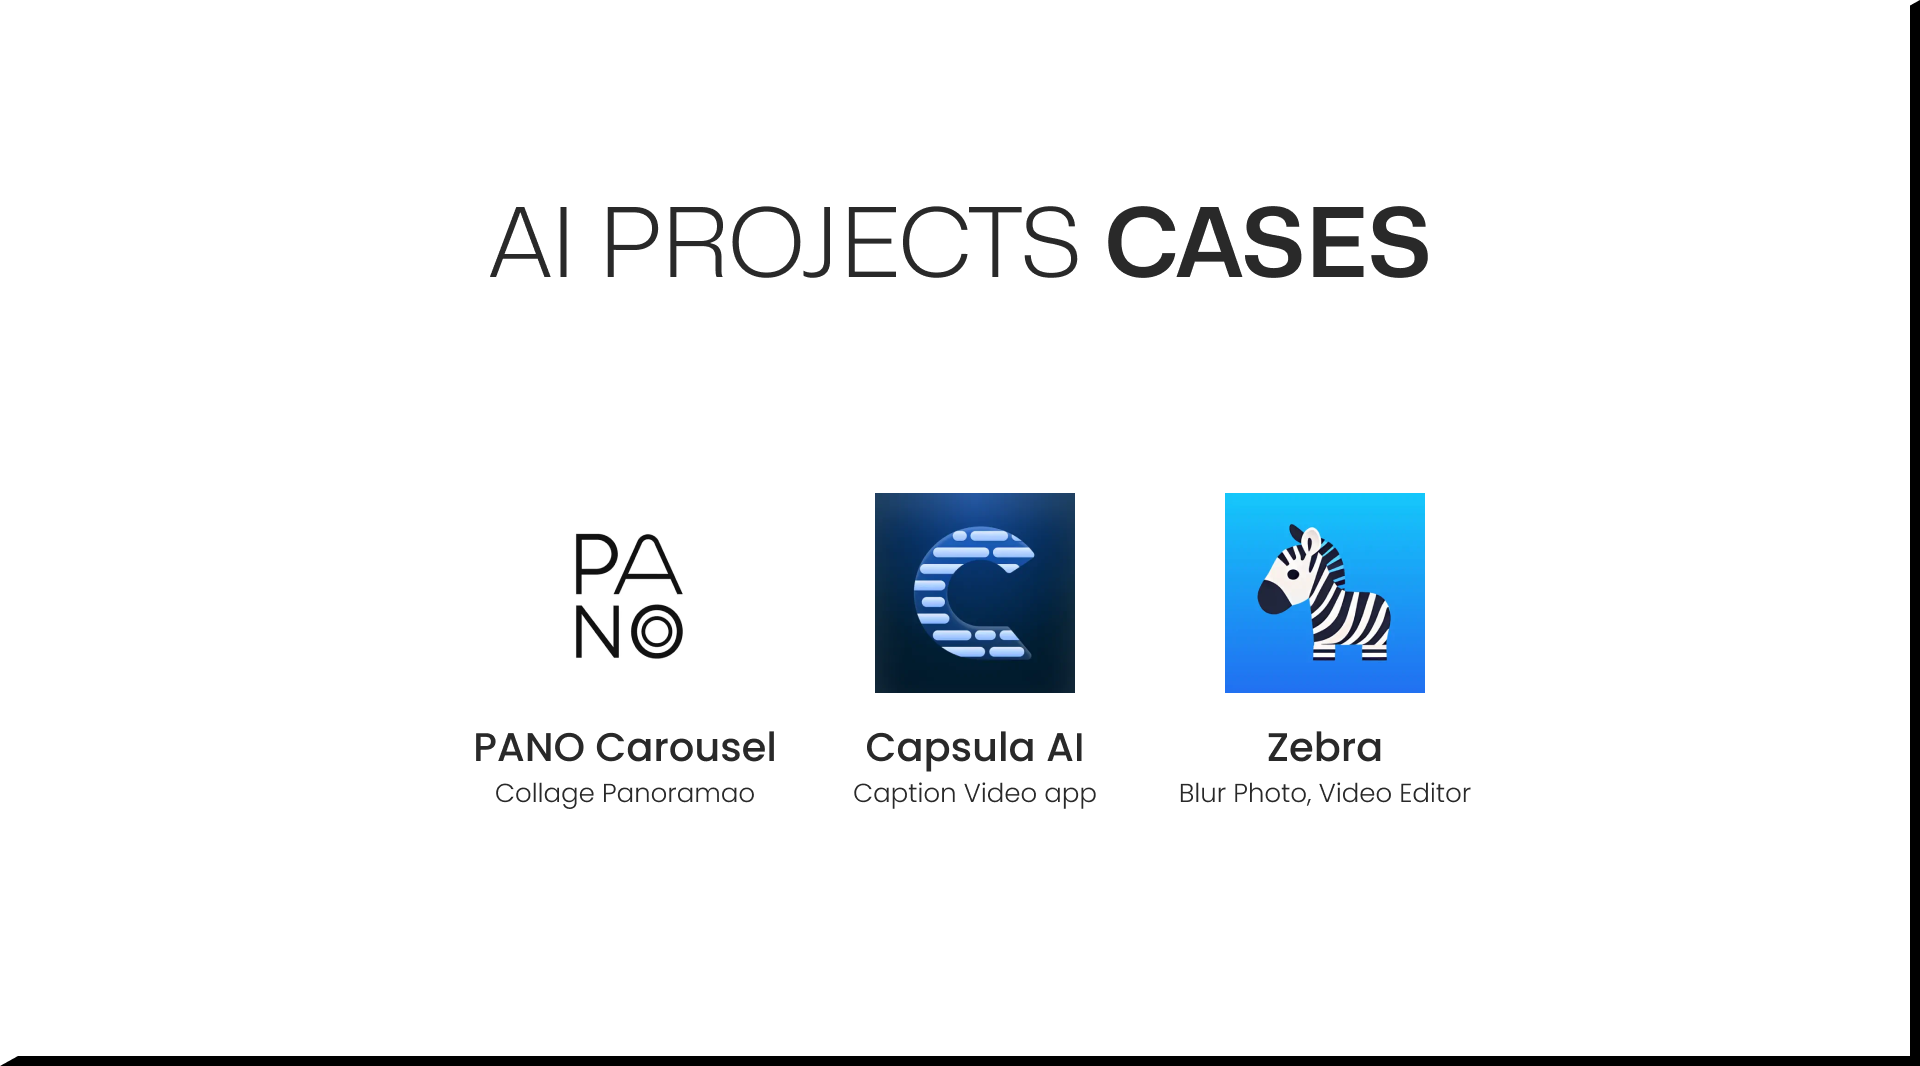 AI PROJECTS CASES
PA
NO
C
PANO Carousel
Collage Panoramao
Capsula AI
Caption Video app
Zebra
Blur Photo, Video Editor